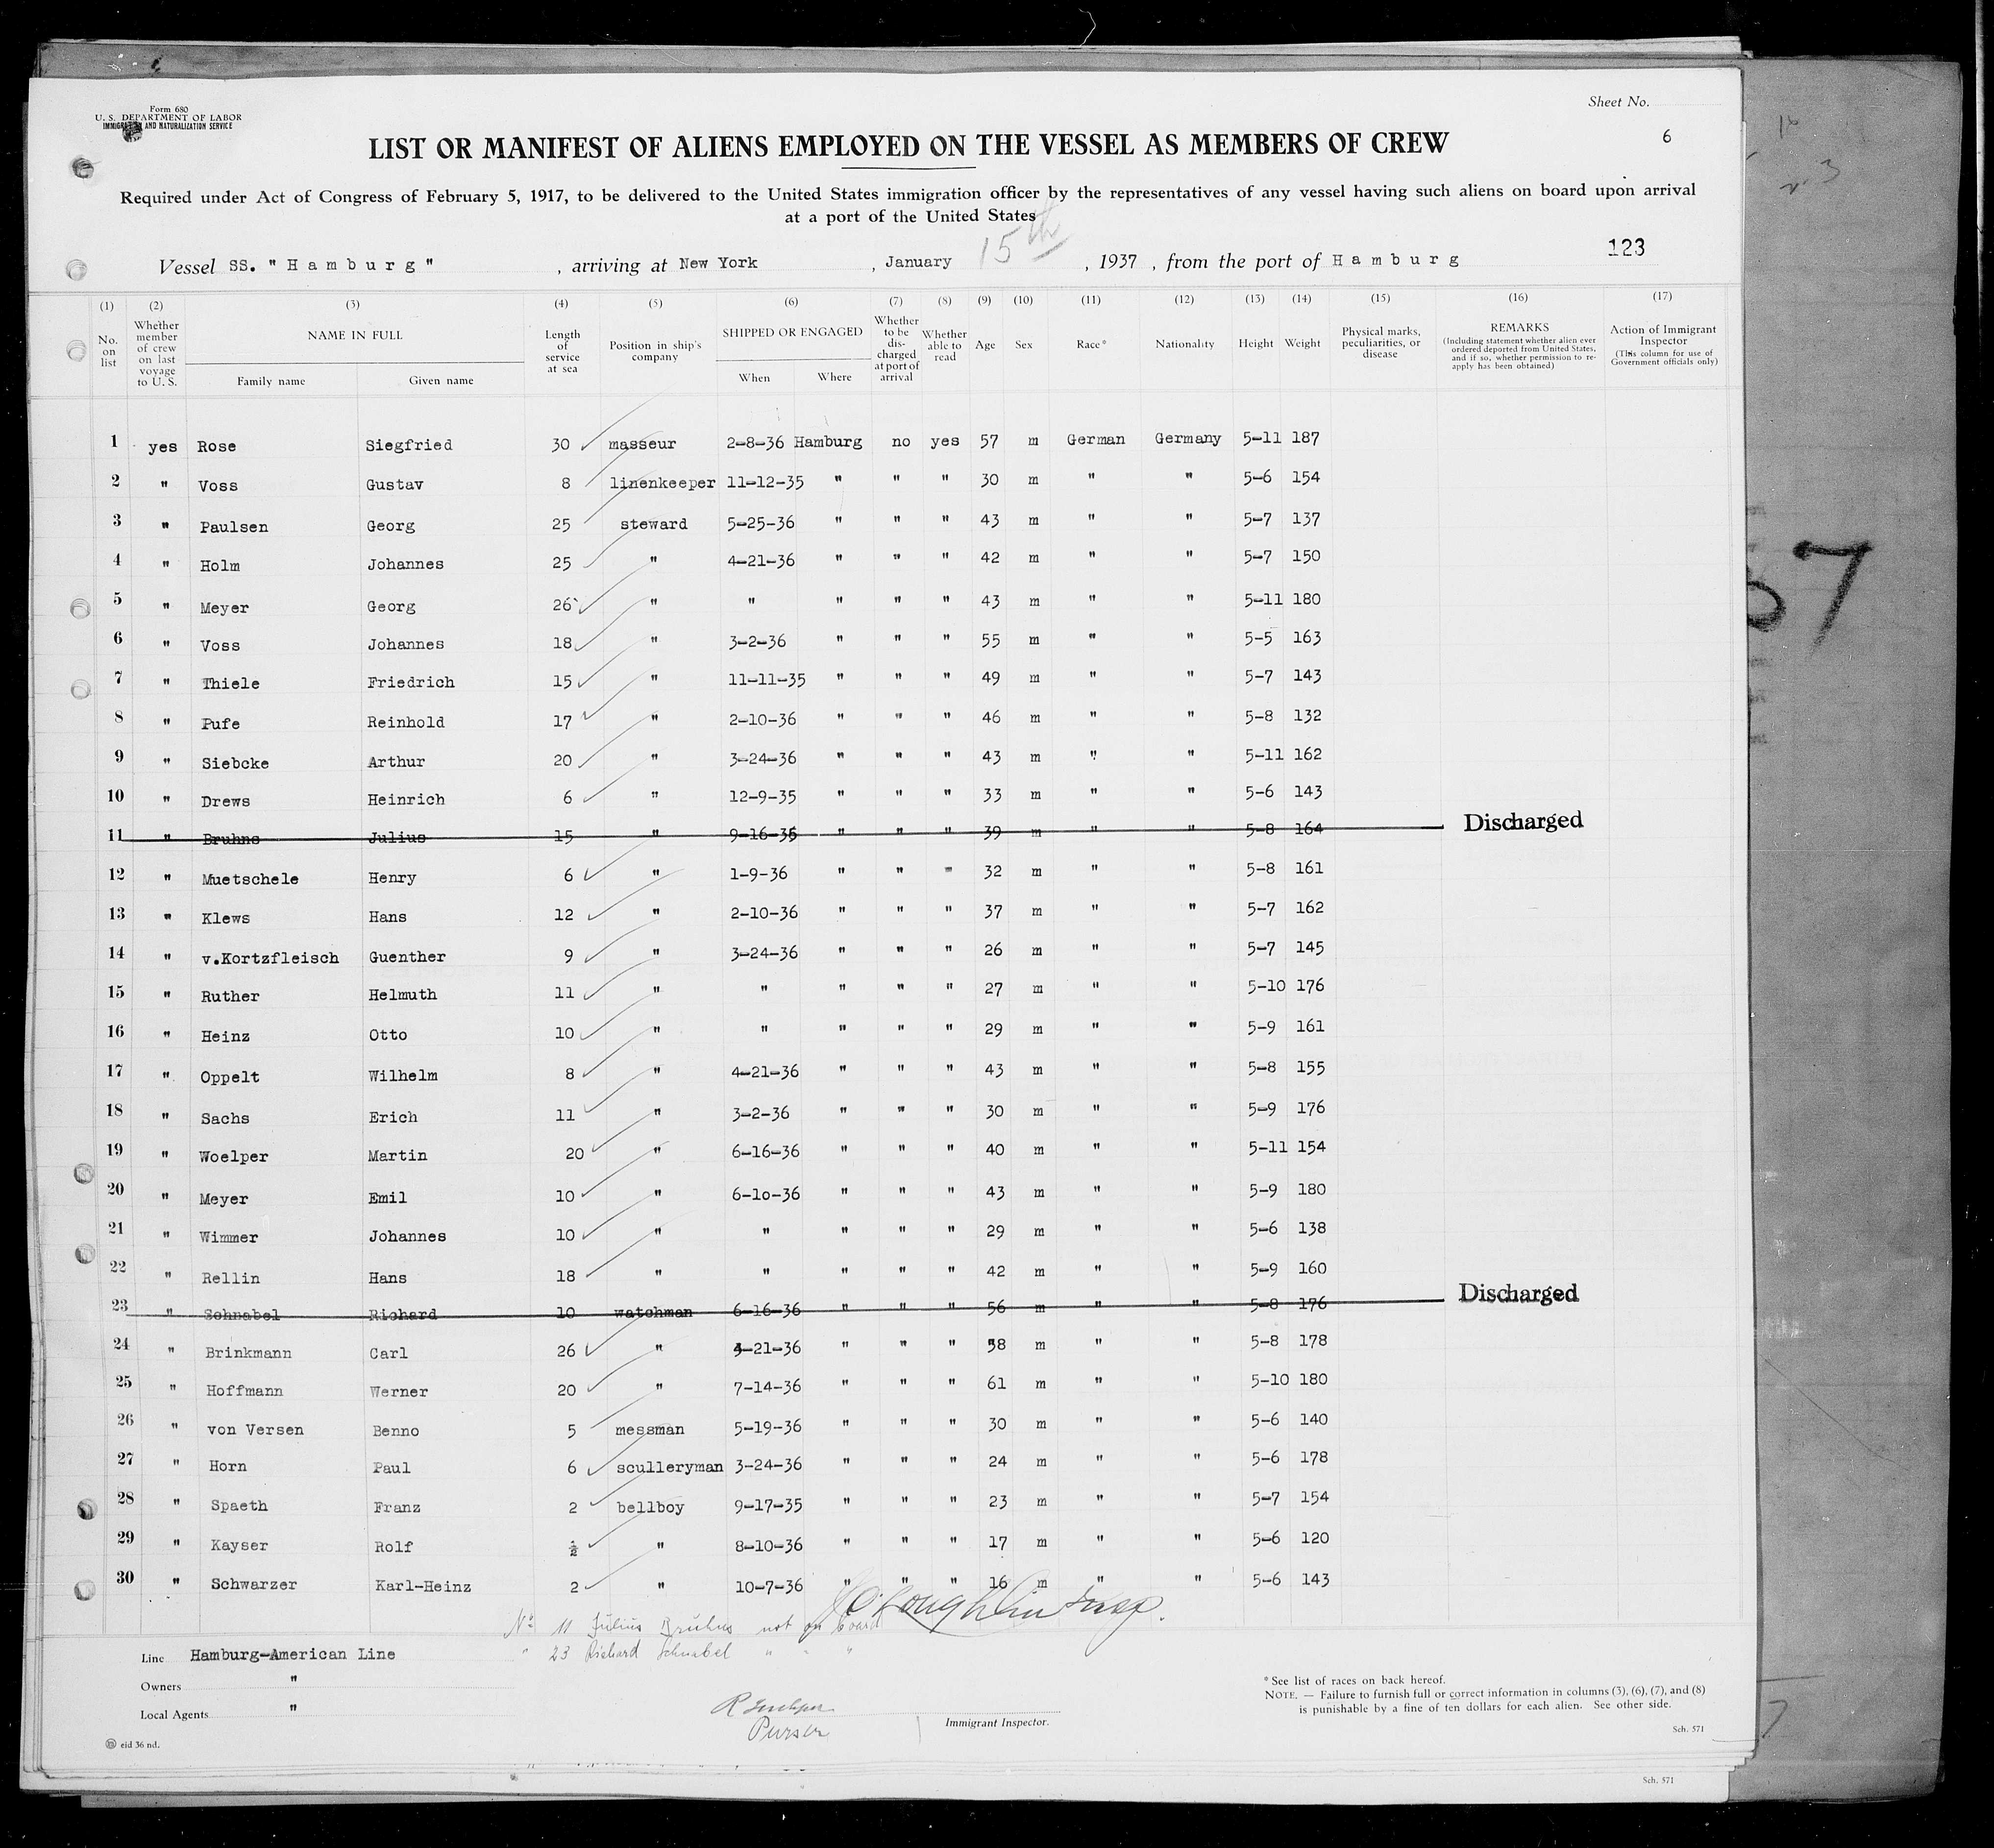 Form 680
U. S. DEPARTMENT OF LABOR
IMMIGRATION AND NATURALIZATION SERVICE
Sheet No.
6
LIST OR MANIFEST OF ALIENS EMPLOYED ON THE VESSEL AS MEMBERS OF CREW
Required under Act of Congress of February 5, 1917, to be delivered to the United States immigration officer by the representatives of any vessel having such aliens on board upon arrival
at a port of the United States
Vessel SS. "Hamburg" , arriving at New York , January 15th , 1937 , from the port of Hamburg 123
(1) (2) (3) (4) (5) (6) (7) (8) (9) (10) (11) (12) (13) (14) (15) (16) (17)
No. on list Whether member of crew on last voyage to U. S. NAME IN FULL Family name Given name Length of service at sea Position in ship's company SHIPPED OR ENGAGED When Where Whether to be discharged at port of arrival Whether able to read Age Sex Race* Nationality Height Weight Physical marks, peculiarities, or disease REMARKS (Including statement whether alien ever ordered deported from United States, and if so, whether permission to re-apply has been obtained) Action of Immigrant Inspector (This column for use of Government officials only)
1 yes Rose Siegfried 30 masseur 2-8-36 Hamburg no yes 57 m German Germany 5-11 187
2 " Voss Gustav 8 linenkeeper 11-12-35 " " " 30 m " " 5-6 154
3 " Paulsen Georg 25 steward 5-25-36 " " " 43 m " " 5-7 137
4 " Holm Johannes 25 " 4-21-36 " " " 42 m " " 5-7 150
5 " Meyer Georg 26 " " " " " 43 m " " 5-11 180
6 " Voss Johannes 18 " 3-2-36 " " " 55 m " " 5-5 163
7 " Thiele Friedrich 15 " 11-11-35 " " " 49 m " " 5-7 143
8 " Pufe Reinhold 17 " 2-10-36 " " " 46 m " " 5-8 132
9 " Siebcke Arthur 20 " 3-24-36 " " " 43 m " " 5-11 162
10 " Drews Heinrich 6 " 12-9-35 " " " 33 m " " 5-6 143
11 " Bruhns Julius 15 " 9-16-36 " " " 39 m " " 5-8 164 Discharged
12 " Muetschele Henry 6 " 1-9-36 " " " 32 m " " 5-8 161
13 " Klews Hans 12 " 2-10-36 " " " 37 m " " 5-7 162
14 " v.Kortzfleisch Guenther 9 " 3-24-36 " " " 26 m " " 5-7 145
15 " Ruther Helmuth 11 " " " " " 27 m " " 5-10 176
16 " Heinz Otto 10 " " " " " 29 m " " 5-9 161
17 " Oppelt Wilhelm 8 " 4-21-36 " " " 43 m " " 5-8 155
18 " Sachs Erich 11 " 3-2-36 " " " 30 m " " 5-9 176
19 " Woelper Martin 20 " 6-16-36 " " " 40 m " " 5-11 154
20 " Meyer Emil 10 " 6-10-36 " " " 43 m " " 5-9 180
21 " Wimmer Johannes 10 " " " " " 29 m " " 5-6 138
22 " Rellin Hans 18 " " " " " 42 m " " 5-9 160
23 " Schnabel Richard 10 watchman 6-16-36 " " " 56 m " " 5-8 176 Discharged
24 " Brinkmann Carl 26 " -21-36 " " " 58 m " " 5-8 178
25 " Hoffmann Werner 20 " 7-14-36 " " " 61 m " " 5-10 180
26 " von Versen Benno 5 messman 5-19-36 " " " 30 m " " 5-6 140
27 " Horn Paul 6 sculleryman 3-24-36 " " " 24 m " " 5-6 178
28 " Spaeth Franz 2 bellboy 9-17-35 " " " 23 m " " 5-7 154
29 " Kayser Rolf ½ " 8-10-36 " " " 17 m " " 5-6 120
30 " Schwarzer Karl-Heinz 2 " 10-7-36 " " " 16 m " " 5-6 143
No 11 Julius Bruhns not on board
" 23 Richard Schnabel " " "
Line Hamburg-American Line
Owners "
Local Agents "
Purser
Immigrant Inspector.
* See list of races on back hereof.
NOTE. — Failure to furnish full or correct information in columns (3), (6), (7), and (8)
is punishable by a fine of ten dollars for each alien. See other side.
Sch. 571
eid 36 nd.
Sch. 571